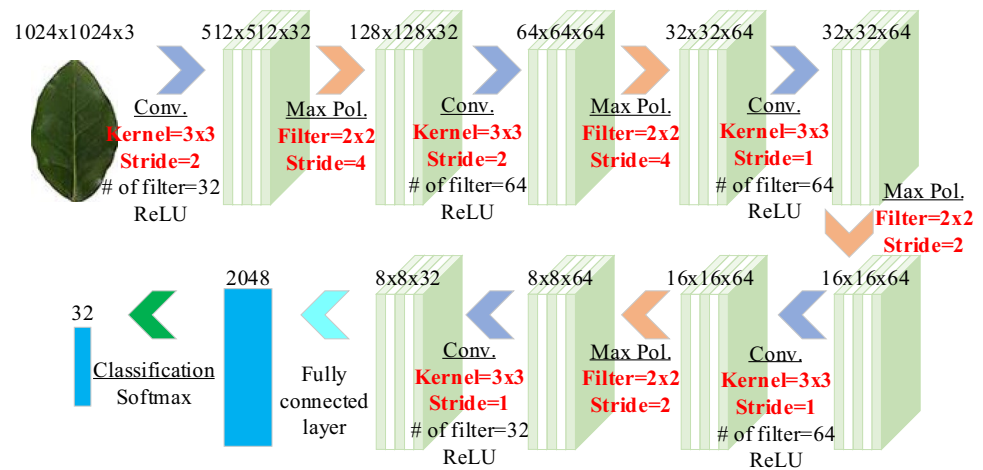 1024x1024x3
512x512x32
128x128x32
64x64x64
32x32x64
32x32x64
Conv.
Kernel=3x3
Stride=2
# of filter=32
ReLU
Max Pol.
Filter=2x2
Stride=4
Conv.
Kernel=3x3
Stride=2
# of filter=64
ReLU
Max Pol.
Filter=2x2
Stride=4
Conv.
Kernel=3x3
Stride=1
# of filter=64
ReLU
Max Pol.
Filter=2x2
Stride=2
16x16x64
Conv.
Kernel=3x3
Stride=1
# of filter=64
ReLU
16x16x64
Max Pol.
Filter=2x2
Stride=2
8x8x64
Conv.
Kernel=3x3
Stride=1
# of filter=32
ReLU
8x8x32
Fully
connected
layer
2048
Classification
Softmax
32